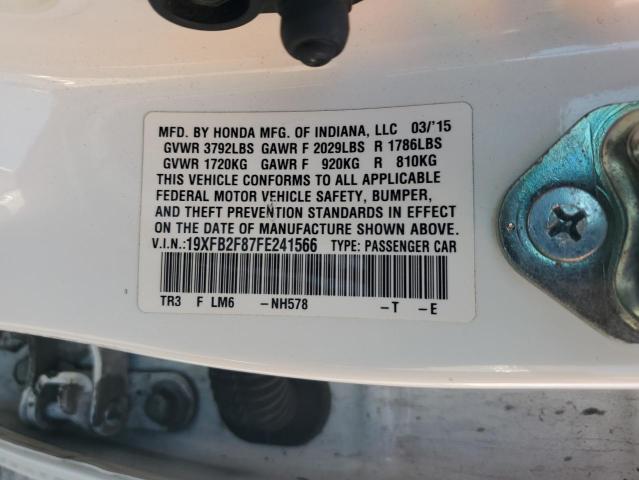 MFD. BY HONDA MFG. OF INDIANA, LLC 03/'15
GVWR 3792LBS GAWR F 2029LBS R 1786LBS
GVWR 1720KG GAWR F 920KG R 810KG
THIS VEHICLE CONFORMS TO ALL APPLICABLE
FEDERAL MOTOR VEHICLE SAFETY, BUMPER,
AND THEFT PREVENTION STANDARDS IN EFFECT
ON THE DATE OF MANUFACTURE SHOWN ABOVE.
V.I.N.:19XFB2F87FE241566 TYPE: PASSENGER CAR
TR3 F LM6 -NH578 -T -E